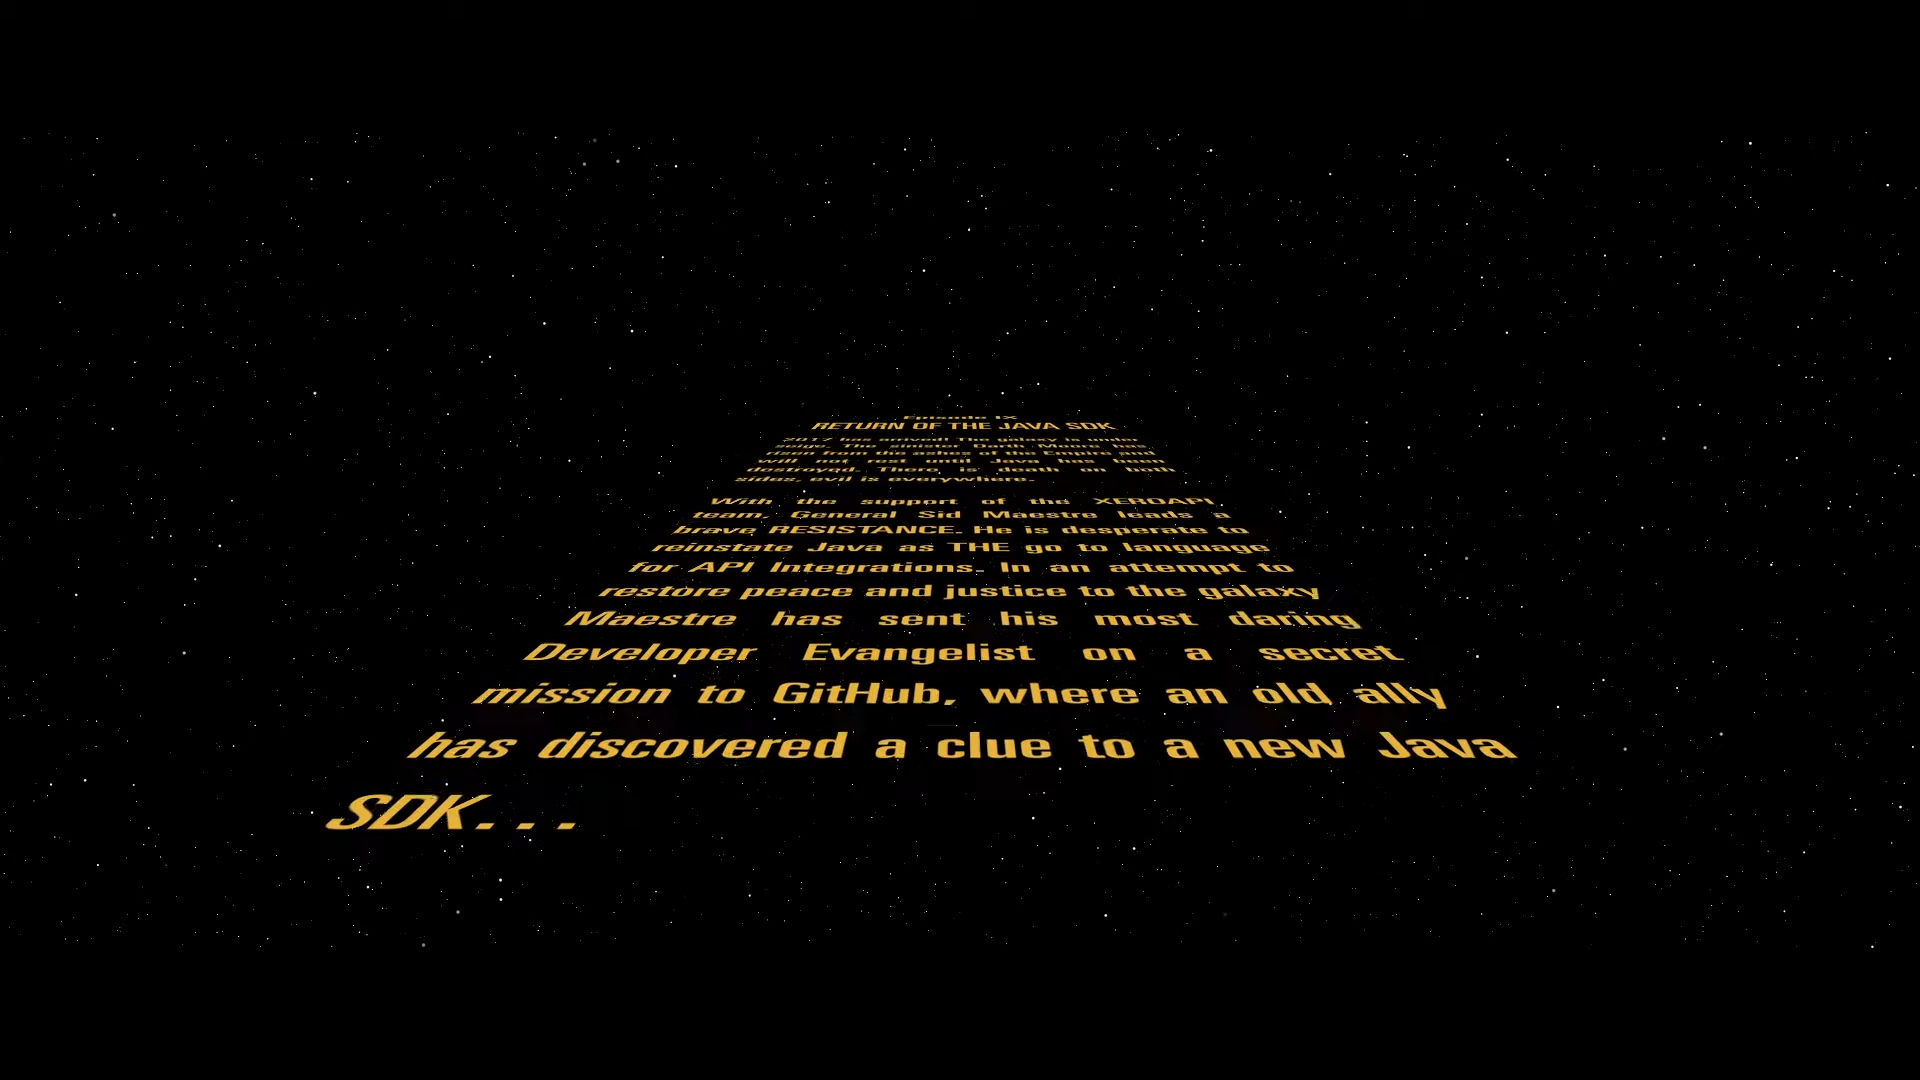 Episode IX
RETURN OF THE JAVA SDK
2017 has arrived! The galaxy is under
seige. The sinister Darth Moore has
risen from the ashes of the Empire and
will not rest until Java has been
destroyed. There is death on both
sides, evil is everywhere.
With the support of the XEROAPI
team, General Sid Maestre leads a
brave RESISTANCE. He is desperate to
reinstate Java as THE go to language
for API Integrations. In an attempt to
restore peace and justice to the galaxy
Maestre has sent his most daring
Developer Evangelist on a secret
mission to GitHub, where an old ally
has discovered a clue to a new Java
SDK...